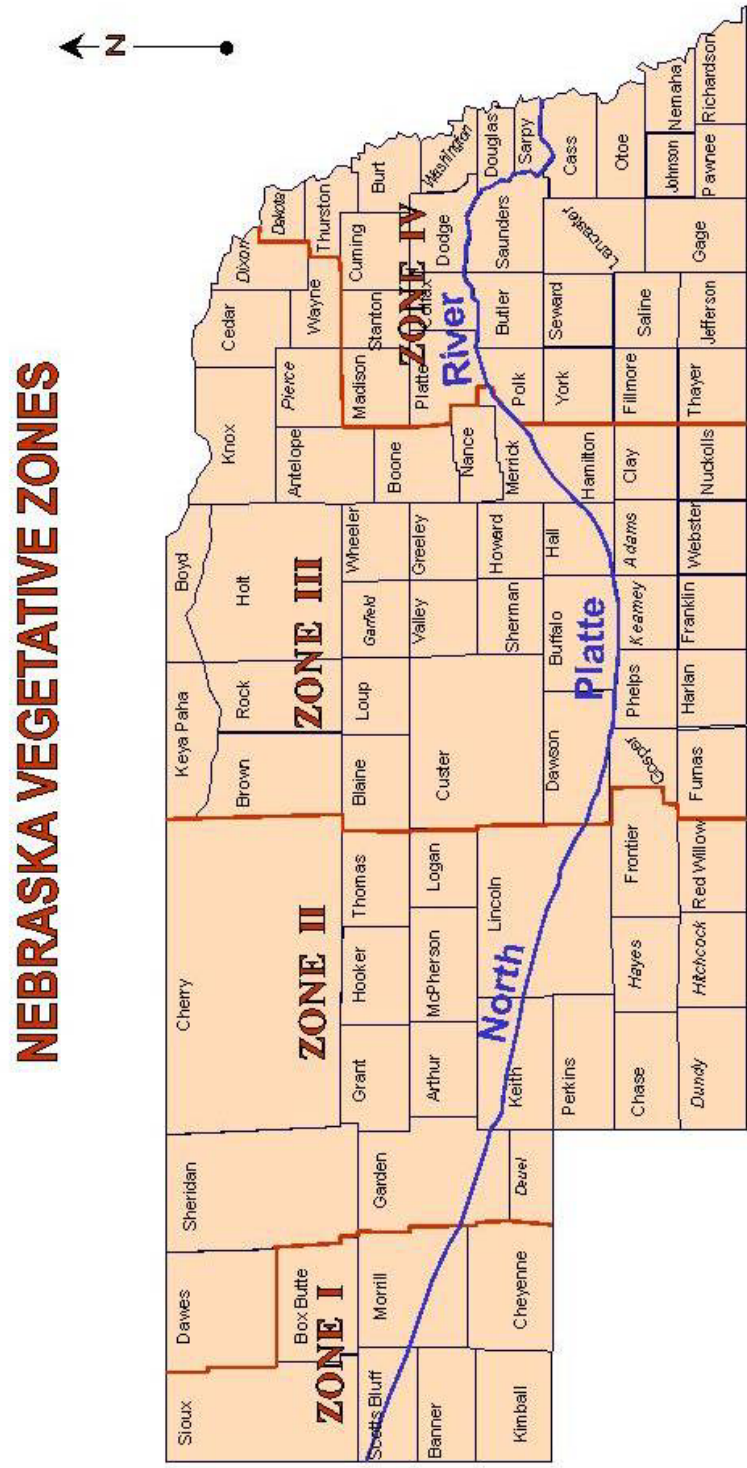 NEBRASKA VEGETATIVE ZONES
N
Sioux
Dawes
Sheridan
Cherry
Keya Paha
Boyd
Brown
Rock
Holt
Knox
Cedar
Dixon
Dakota
Box Butte
ZONE I
ZONE II
ZONE III
Antelope
Pierce
Wayne
Thurston
Scotts Bluff
Morrill
Garden
Grant
Hooker
Thomas
Blaine
Loup
Garfield
Wheeler
Boone
Madison
Stanton
Cuming
Burt
ZONE IV
Banner
Arthur
McPherson
Logan
Custer
Valley
Greeley
Nance
Platte
Colfax
Dodge
Washington
Kimball
Cheyenne
Deuel
Keith
North
Lincoln
Sherman
Howard
Merrick
Polk
River
Butler
Saunders
Douglas
Sarpy
Perkins
Dawson
Platte
Buffalo
Hall
Hamilton
York
Seward
Lancaster
Cass
Otoe
Chase
Hayes
Frontier
Gosper
Phelps
Kearney
Adams
Clay
Fillmore
Saline
Gage
Johnson
Nemaha
Dundy
Hitchcock
Red Willow
Furnas
Harlan
Franklin
Webster
Nuckolls
Thayer
Jefferson
Pawnee
Richardson